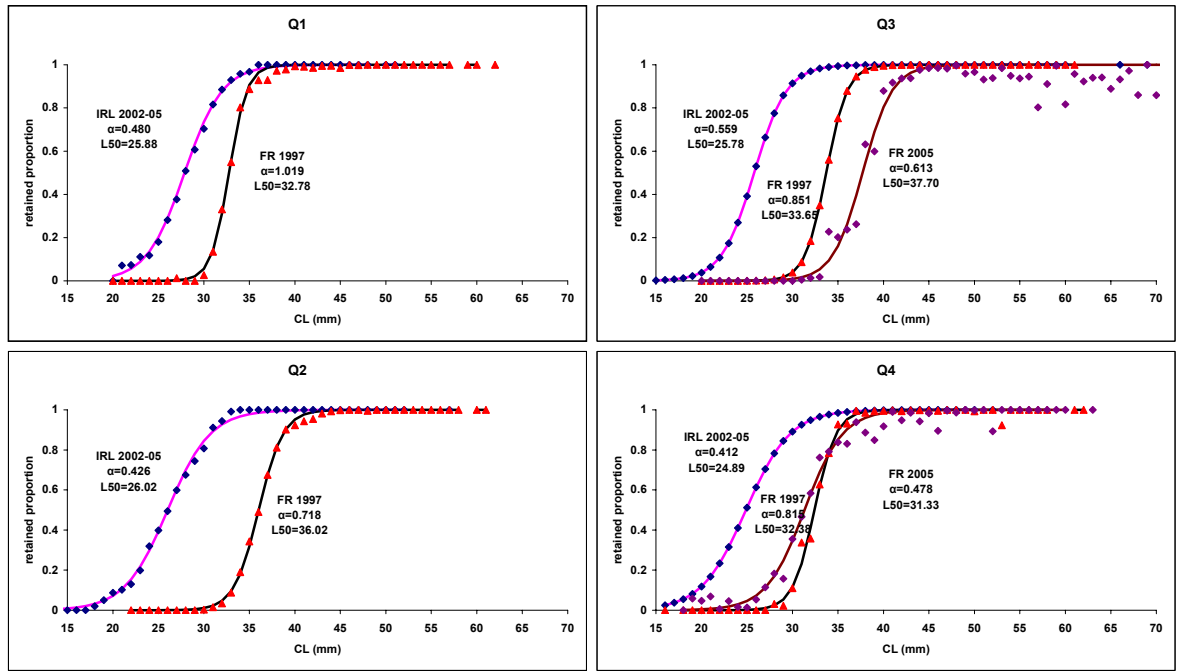 Q1
retained proportion
1
0.8
0.6
0.4
0.2
0
IRL 2002-05
α=0.480
L50=25.88
FR 1997
α=1.019
L50=32.78
15 20 25 30 35 40 45 50 55 60 65 70
CL (mm)
Q3
retained proportion
1
0.8
0.6
0.4
0.2
0
IRL 2002-05
α=0.559
L50=25.78
FR 1997
α=0.851
L50=33.65
FR 2005
α=0.613
L50=37.70
15 20 25 30 35 40 45 50 55 60 65 70
CL (mm)
Q2
retained proportion
1
0.8
0.6
0.4
0.2
0
IRL 2002-05
α=0.426
L50=26.02
FR 1997
α=0.718
L50=36.02
15 20 25 30 35 40 45 50 55 60 65 70
CL (mm)
Q4
retained proportion
1
0.8
0.6
0.4
0.2
0
IRL 2002-05
α=0.412
L50=24.89
FR 1997
α=0.815
L50=32.38
FR 2005
α=0.478
L50=31.33
15 20 25 30 35 40 45 50 55 60 65 70
CL (mm)